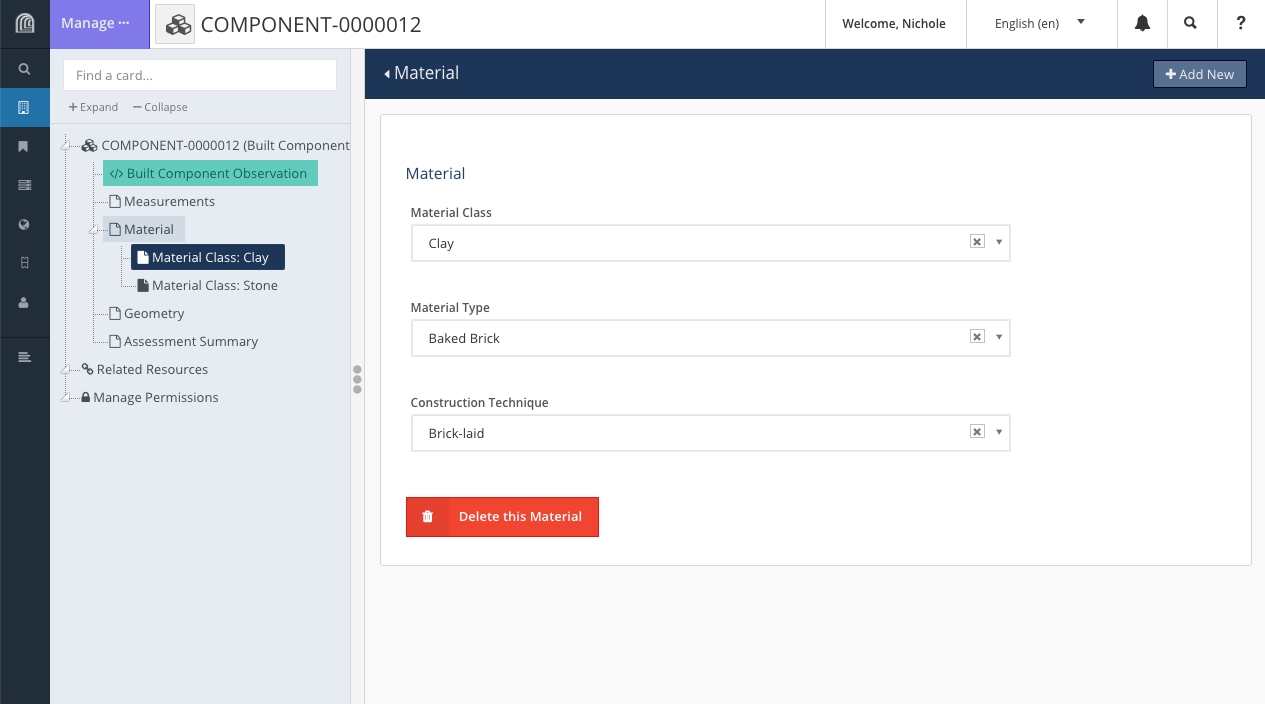 Manage ···
COMPONENT-0000012
Welcome, Nichole
English (en)
?
Find a card...
+ Expand
− Collapse
COMPONENT-0000012 (Built Component
</> Built Component Observation
Measurements
Material
Material Class: Clay
Material Class: Stone
Geometry
Assessment Summary
Related Resources
Manage Permissions
Material
+ Add New
Material
Material Class
Clay
Material Type
Baked Brick
Construction Technique
Brick-laid
Delete this Material